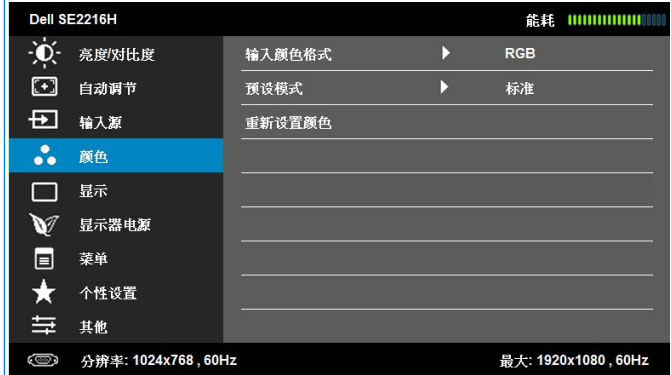 Dell SE2216H 能耗
亮度/对比度 输入颜色格式 RGB
自动调节 预设模式 标准
输入源 重新设置颜色
颜色
显示
显示器电源
菜单
个性设置
其他
分辨率: 1024x768 , 60Hz 最大: 1920x1080 , 60Hz